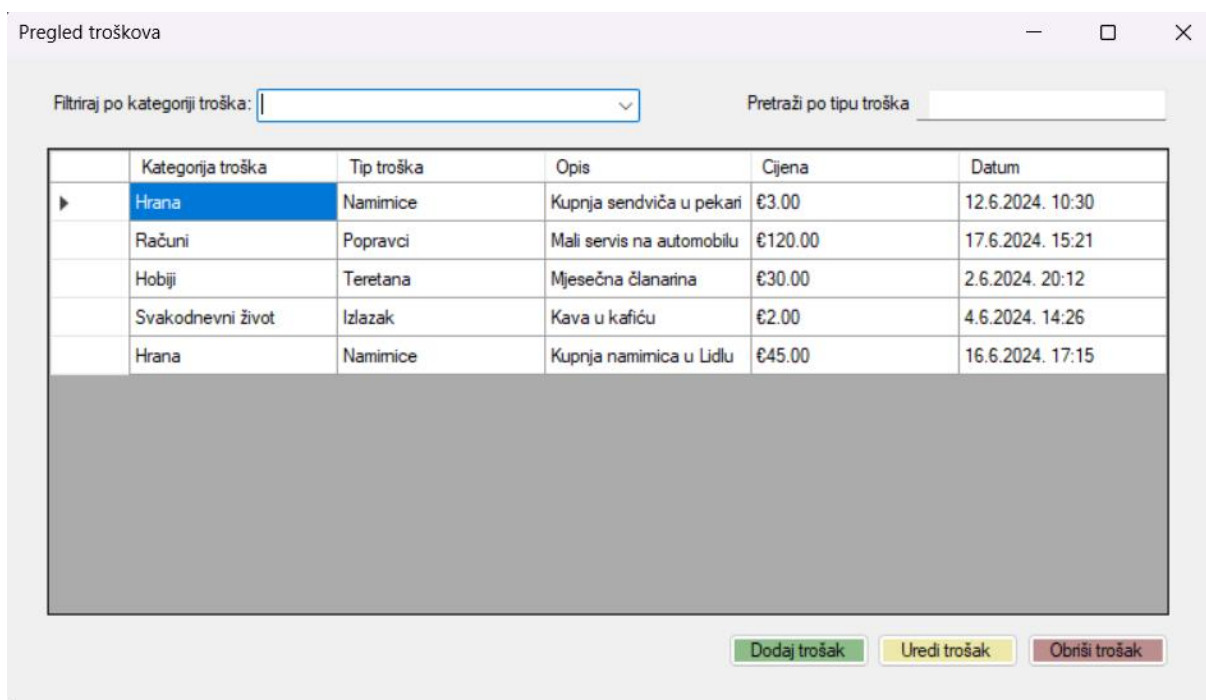 Pregled troškova
Filtriraj po kategoriji troška: Pretraži po tipu troška
Kategorija troška Tip troška Opis Cijena Datum
Hrana Namirnice Kupnja sendviča u pekari €3.00 12.6.2024. 10:30
Računi Popravci Mali servis na automobilu €120.00 17.6.2024. 15:21
Hobiji Teretana Mjesečna članarina €30.00 2.6.2024. 20:12
Svakodnevni život Izlazak Kava u kafiću €2.00 4.6.2024. 14:26
Hrana Namirnice Kupnja namirnica u Lidlu €45.00 16.6.2024. 17:15
Dodaj trošak Uredi trošak Obriši trošak